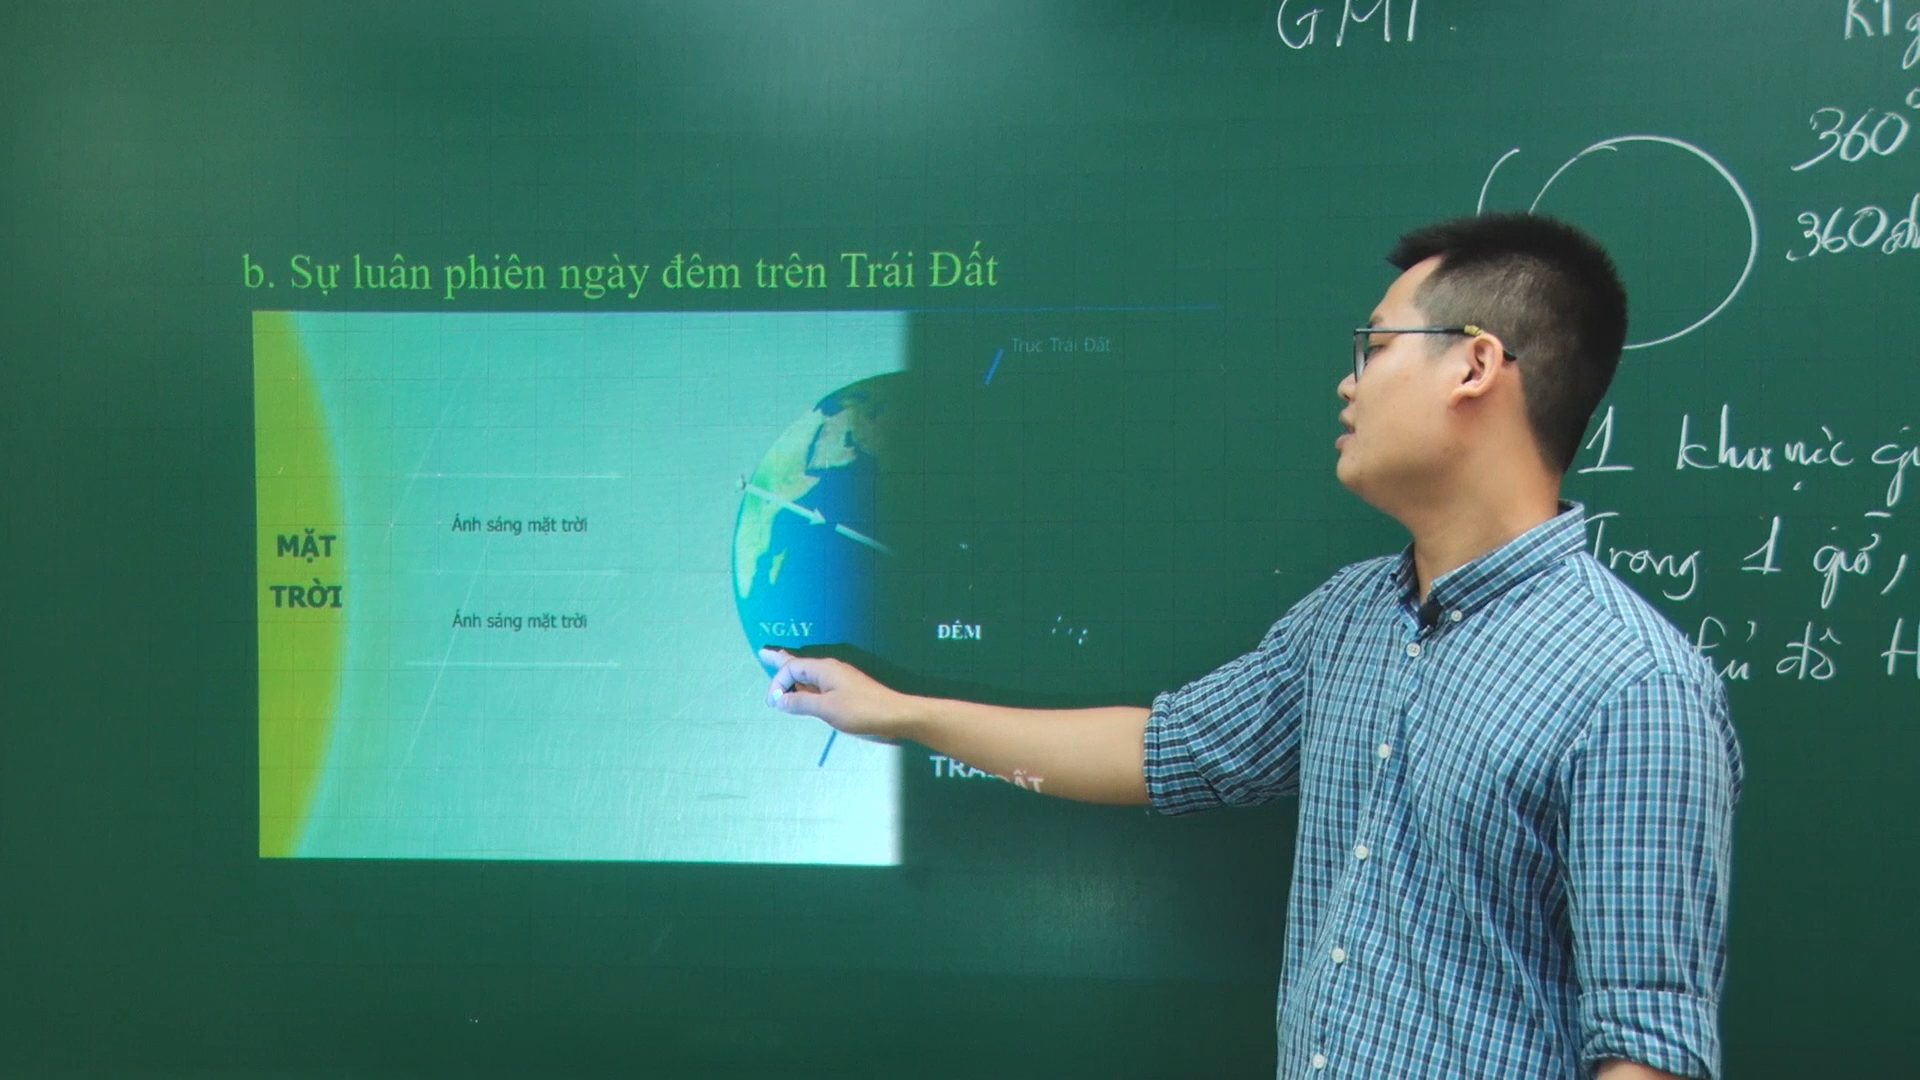 GMT.
360°
360
b. Sự luân phiên ngày đêm trên Trái Đất
Trục Trái Đất
MẶT
TRỜI
Ánh sáng mặt trời
Ánh sáng mặt trời
NGÀY
ĐÊM
1 khu vực
Trong 1 giờ,
đô H